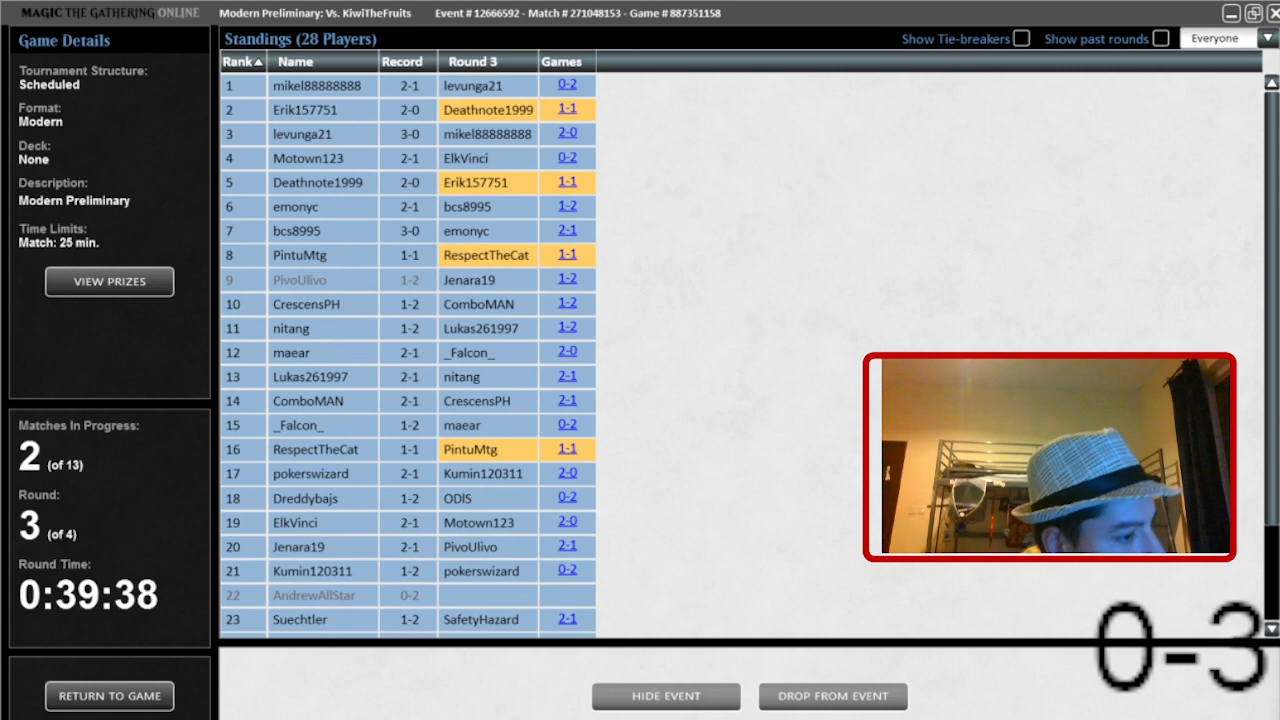 MAGIC THE GATHERING ONLINE Modern Preliminary: Vs. KiwiTheFruits Event # 12666592 - Match # 271048153 - Game # 887351158
Game Details
Tournament Structure:
Scheduled
Format:
Modern
Deck:
None
Description:
Modern Preliminary
Time Limits:
Match: 25 min.
VIEW PRIZES
Matches In Progress:
2 (of 13)
Round:
3 (of 4)
Round Time:
0:39:38
RETURN TO GAME
Standings (28 Players) Show Tie-breakers Show past rounds Everyone
Rank Name Record Round 3 Games
1 mikel88888888 2-1 levunga21 0-2
2 Erik157751 2-0 Deathnote1999 1-1
3 levunga21 3-0 mikel88888888 2-0
4 Motown123 2-1 ElkVinci 0-2
5 Deathnote1999 2-0 Erik157751 1-1
6 emonyc 2-1 bcs8995 1-2
7 bcs8995 3-0 emonyc 2-1
8 PintuMtg 1-1 RespectTheCat 1-1
9 PivoUlivo 1-2 Jenara19 1-2
10 CrescensPH 1-2 ComboMAN 1-2
11 nitang 1-2 Lukas261997 1-2
12 maear 2-1 _Falcon_ 2-0
13 Lukas261997 2-1 nitang 2-1
14 ComboMAN 2-1 CrescensPH 2-1
15 _Falcon_ 1-2 maear 0-2
16 RespectTheCat 1-1 PintuMtg 1-1
17 pokerswizard 2-1 Kumin120311 2-0
18 Dreddybajs 1-2 ODIS 0-2
19 ElkVinci 2-1 Motown123 2-0
20 Jenara19 2-1 PivoUlivo 2-1
21 Kumin120311 1-2 pokerswizard 0-2
22 AndrewAllStar 0-2
23 Suechtler 1-2 SafetyHazard 2-1
0-3
HIDE EVENT DROP FROM EVENT